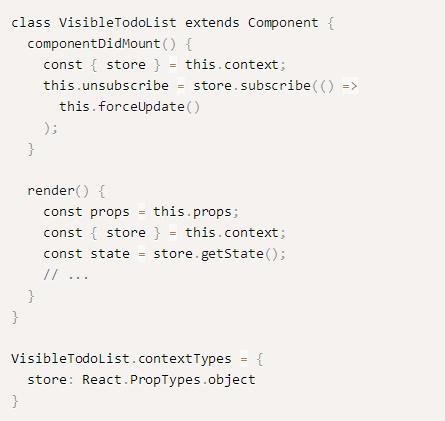 class VisibleTodoList extends Component {
  componentDidMount() {
    const { store } = this.context;
    this.unsubscribe = store.subscribe(() =>
      this.forceUpdate()
    );
  }

  render() {
    const props = this.props;
    const { store } = this.context;
    const state = store.getState();
    // ...
  }
}

VisibleTodoList.contextTypes = {
  store: React.PropTypes.object
}